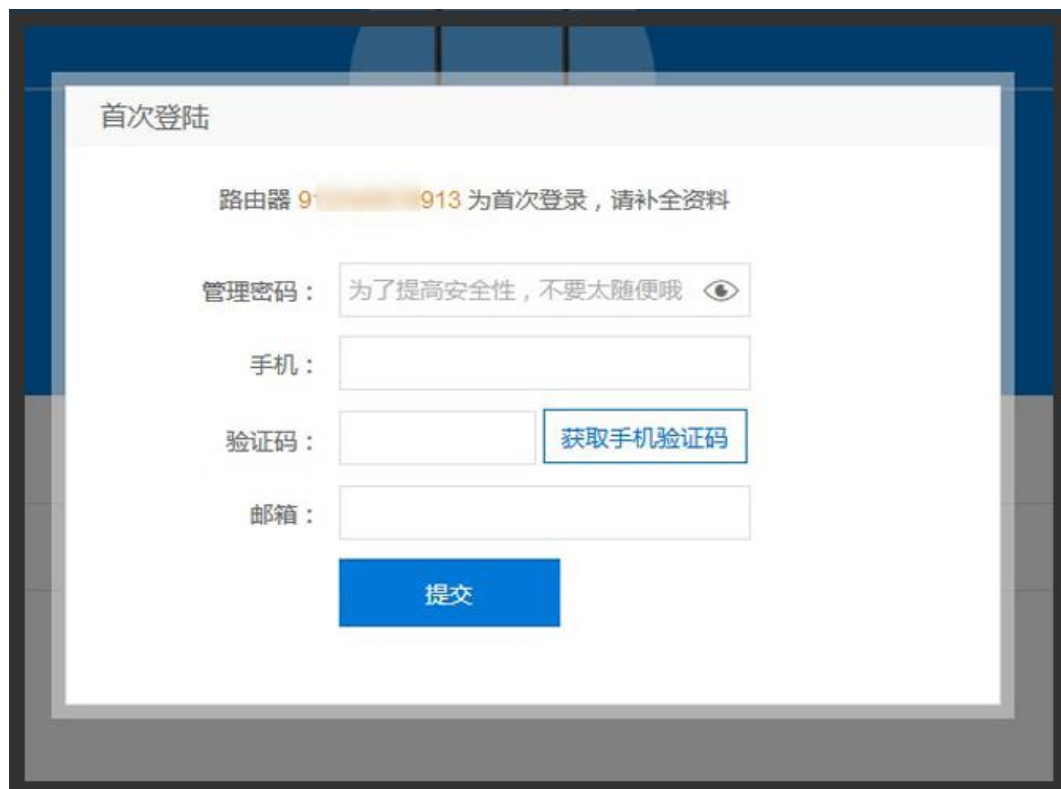 首次登陆
路由器 91 913 为首次登录，请补全资料
管理密码： 为了提高安全性，不要太随便哦
手机：
验证码： 获取手机验证码
邮箱：
提交